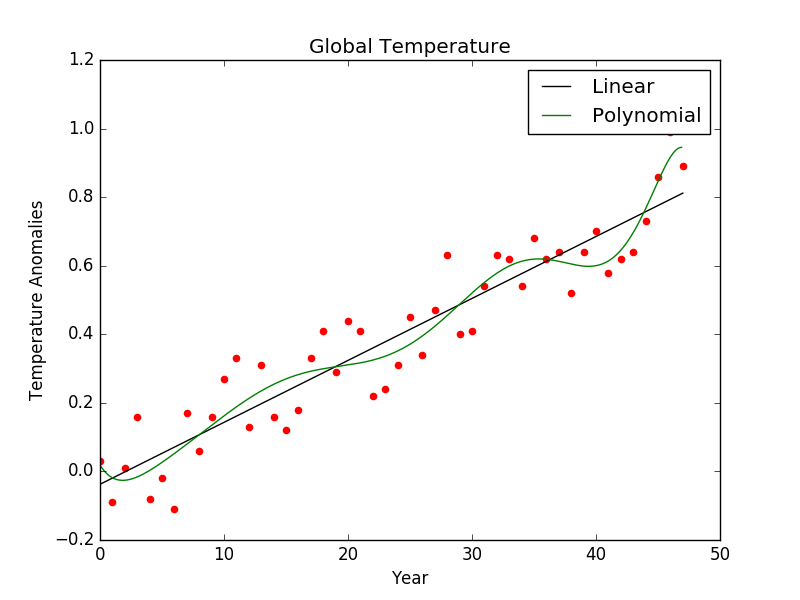 Global Temperature
1.2
1.0
0.8
0.6
0.4
0.2
0.0
−0.2
Temperature Anomalies
Linear
Polynomial
0 10 20 30 40 50
Year